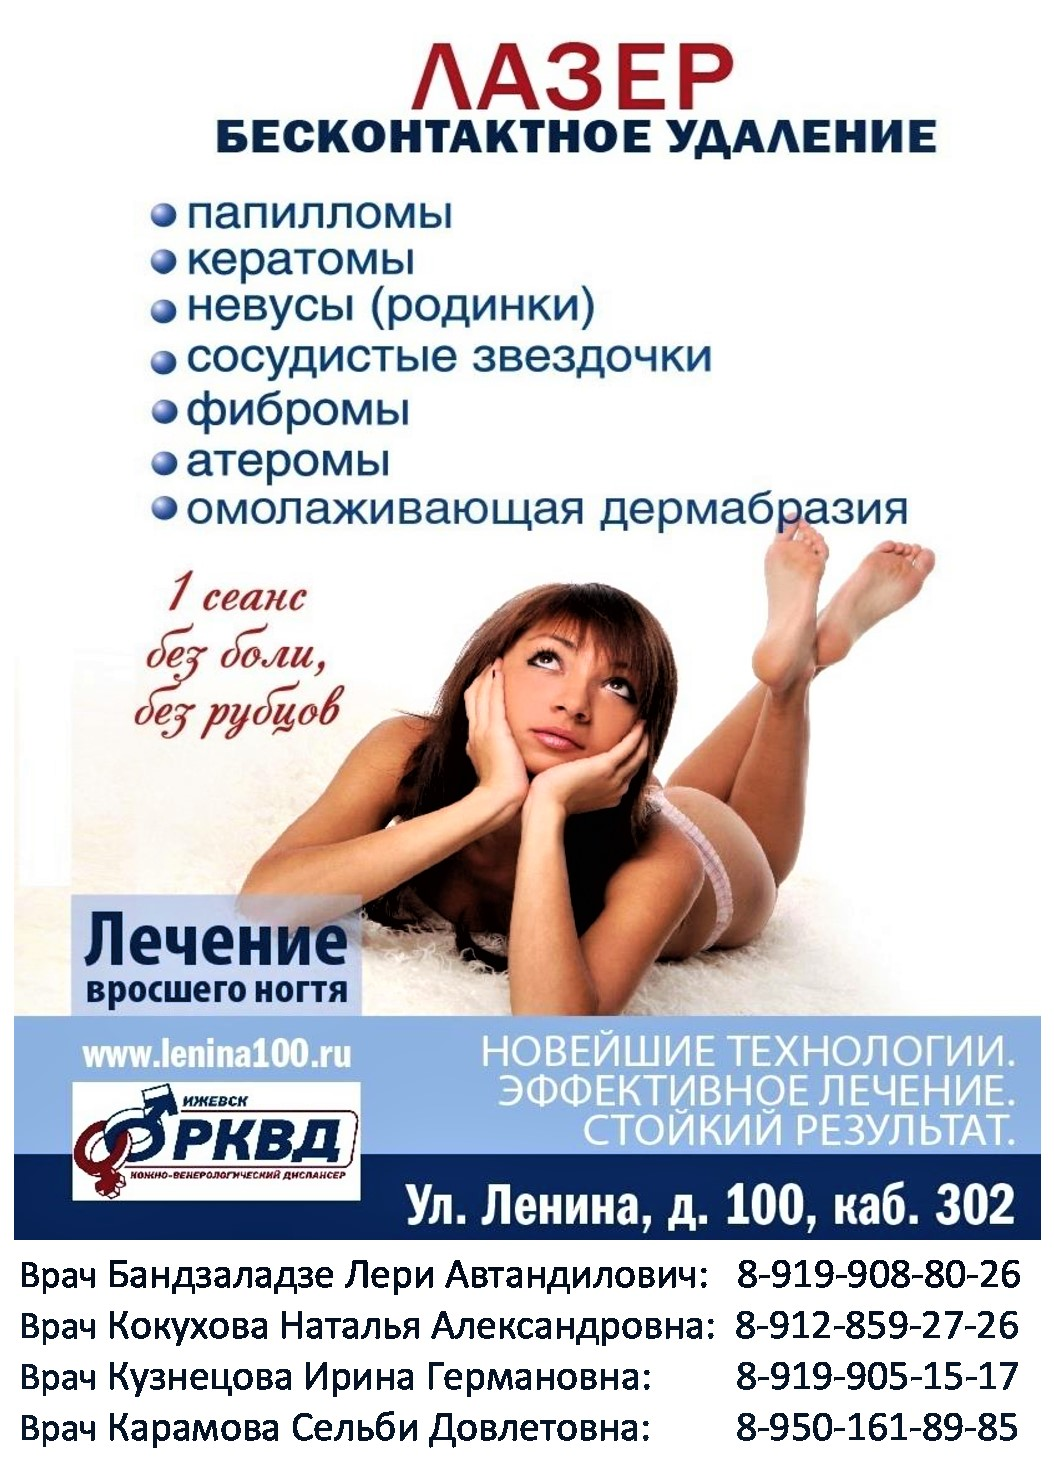 ЛАЗЕР
БЕСКОНТАКТНОЕ УДАЛЕНИЕ
папилломы
кератомы
невусы (родинки)
сосудистые звездочки
фибромы
атеромы
омолаживающая дермабразия
1 сеанс
без боли,
без рубцов
Лечение
вросшего ногтя
www.lenina100.ru
НОВЕЙШИЕ ТЕХНОЛОГИИ.
ЭФФЕКТИВНОЕ ЛЕЧЕНИЕ.
СТОЙКИЙ РЕЗУЛЬТАТ.
ИЖЕВСК
РКВД
КОЖНО-ВЕНЕРОЛОГИЧЕСКИЙ ДИСПАНСЕР
Ул. Ленина, д. 100, каб. 302
Врач Бандзаладзе Лери Автандилович: 8-919-908-80-26
Врач Кокухова Наталья Александровна: 8-912-859-27-26
Врач Кузнецова Ирина Германовна: 8-919-905-15-17
Врач Карамова Сельби Довлетовна: 8-950-161-89-85